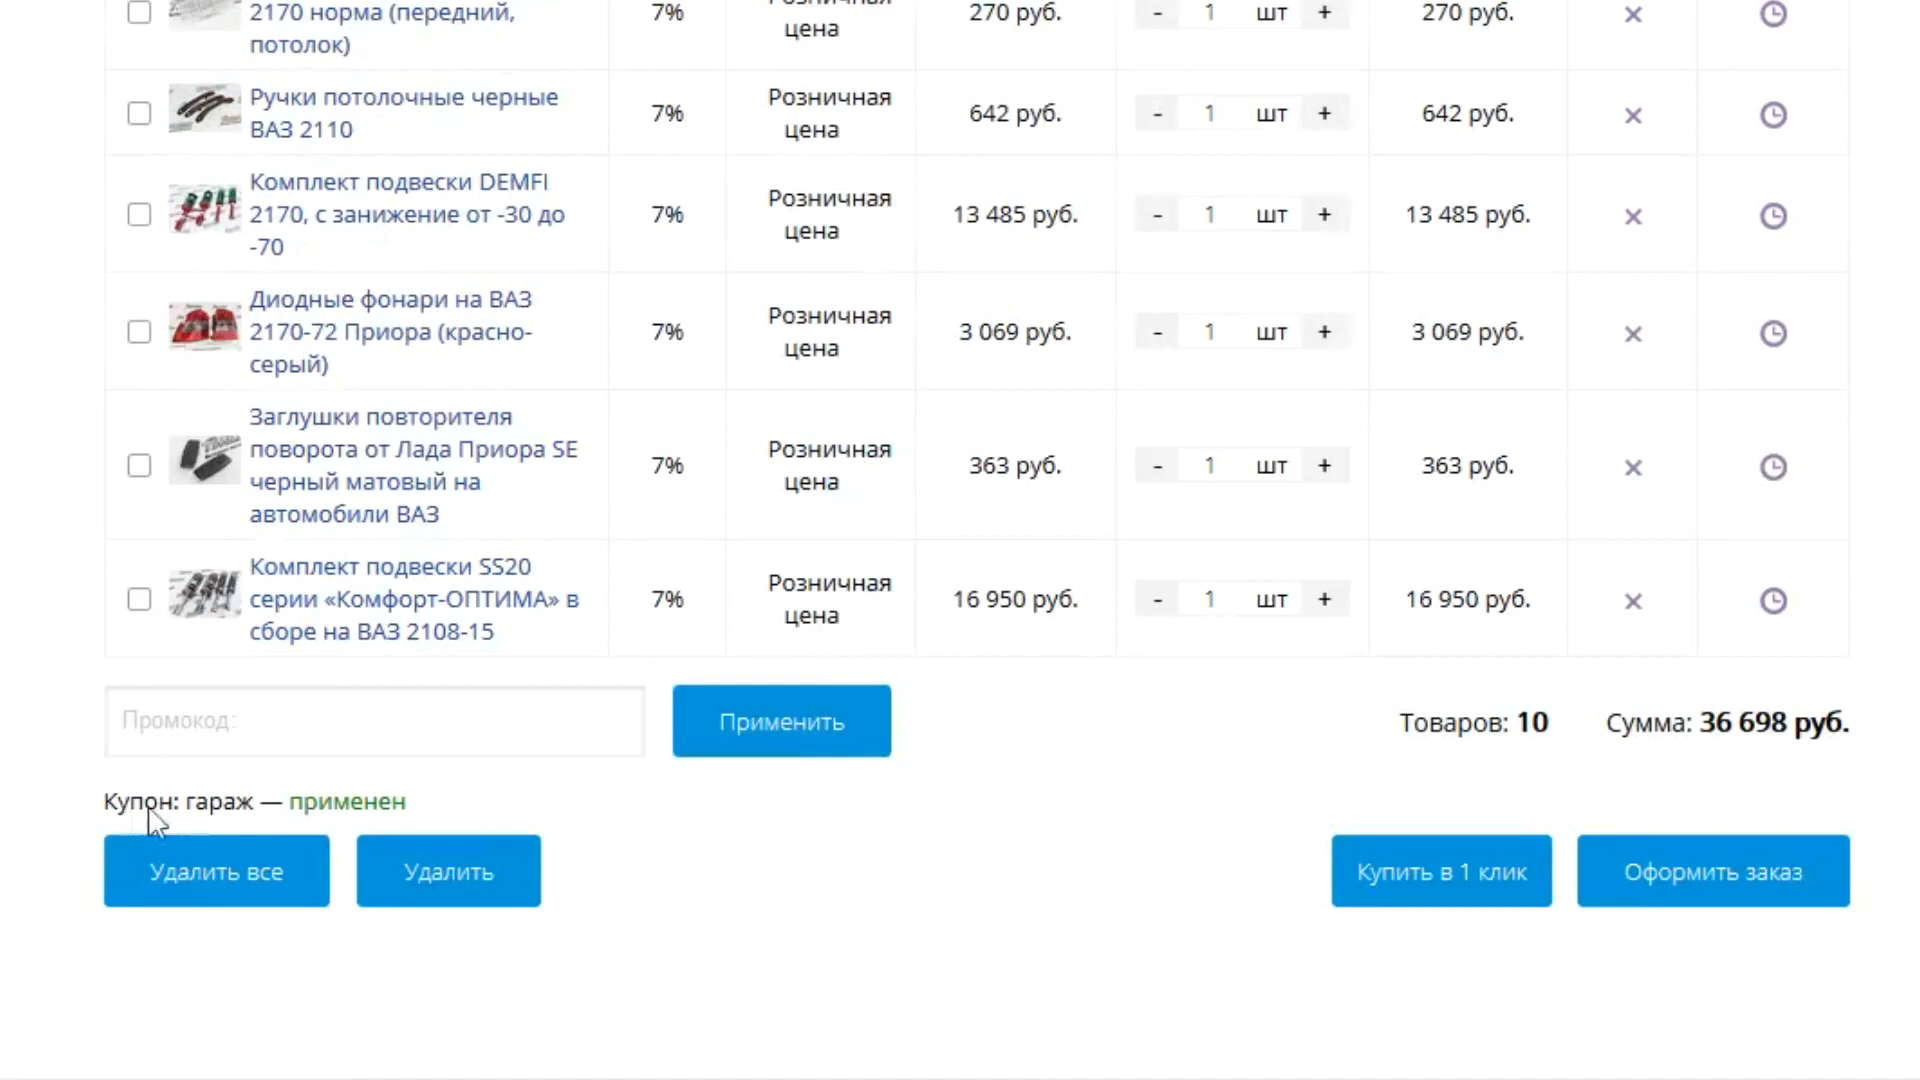 2170 норма (передний,
потолок)
7%
цена
270 руб.
- 1 шт +
270 руб.
Ручки потолочные черные
ВАЗ 2110
7%
Розничная
цена
642 руб.
- 1 шт +
642 руб.
Комплект подвески DEMFI
2170, с занижение от -30 до
-70
7%
Розничная
цена
13 485 руб.
- 1 шт +
13 485 руб.
Диодные фонари на ВАЗ
2170-72 Приора (красно-
серый)
7%
Розничная
цена
3 069 руб.
- 1 шт +
3 069 руб.
Заглушки повторителя
поворота от Лада Приора SE
черный матовый на
автомобили ВАЗ
7%
Розничная
цена
363 руб.
- 1 шт +
363 руб.
Комплект подвески SS20
серии «Комфорт-ОПТИМА» в
сборе на ВАЗ 2108-15
7%
Розничная
цена
16 950 руб.
- 1 шт +
16 950 руб.
Промокод:
Применить
Товаров: 10
Сумма: 36 698 руб.
Купон: гараж — применен
Удалить все
Удалить
Купить в 1 клик
Оформить заказ